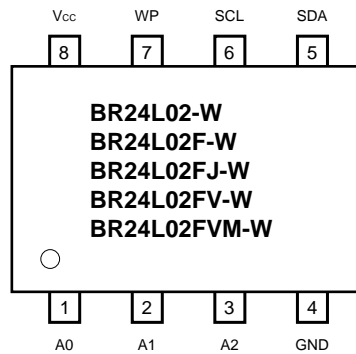 Vcc WP SCL SDA
8 7 6 5
BR24L02-W
BR24L02F-W
BR24L02FJ-W
BR24L02FV-W
BR24L02FVM-W
1 2 3 4
A0 A1 A2 GND